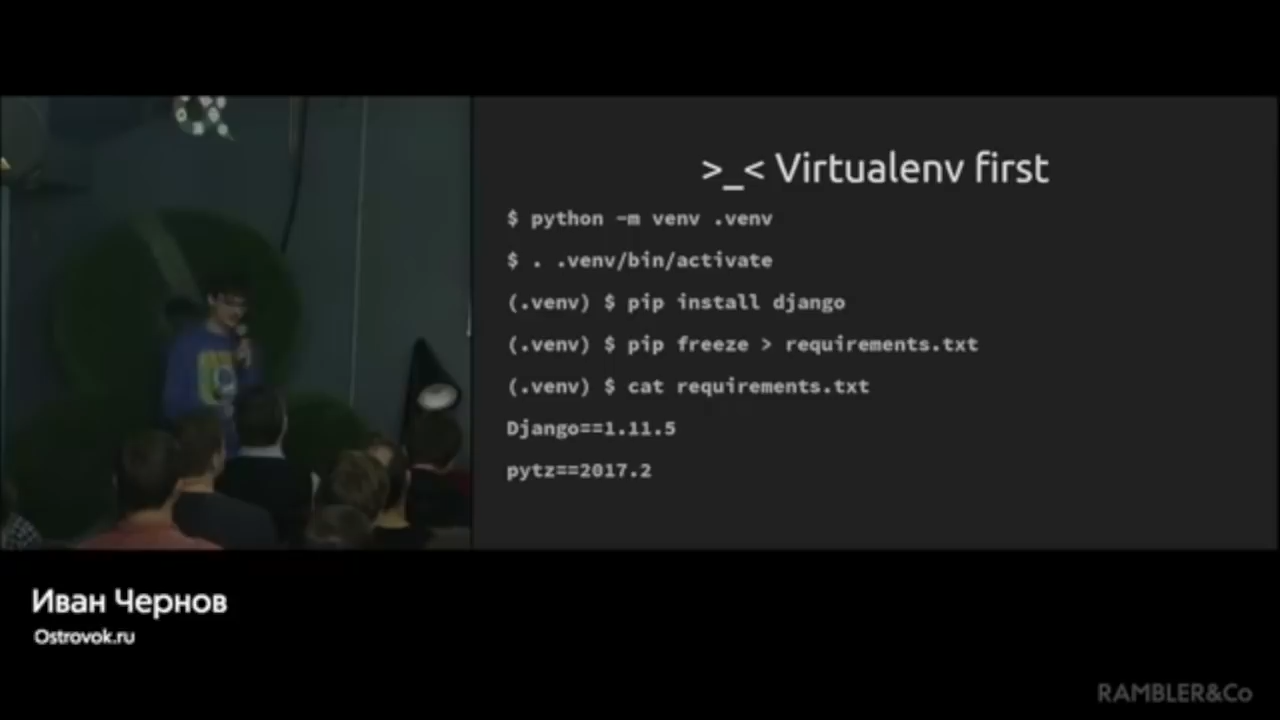 >_< Virtualenv first
$ python -m venv .venv
$ . .venv/bin/activate
(.venv) $ pip install django
(.venv) $ pip freeze > requirements.txt
(.venv) $ cat requirements.txt
Django==1.11.5
pytz==2017.2
Иван Чернов
Ostrovok.ru
RAMBLER&Co